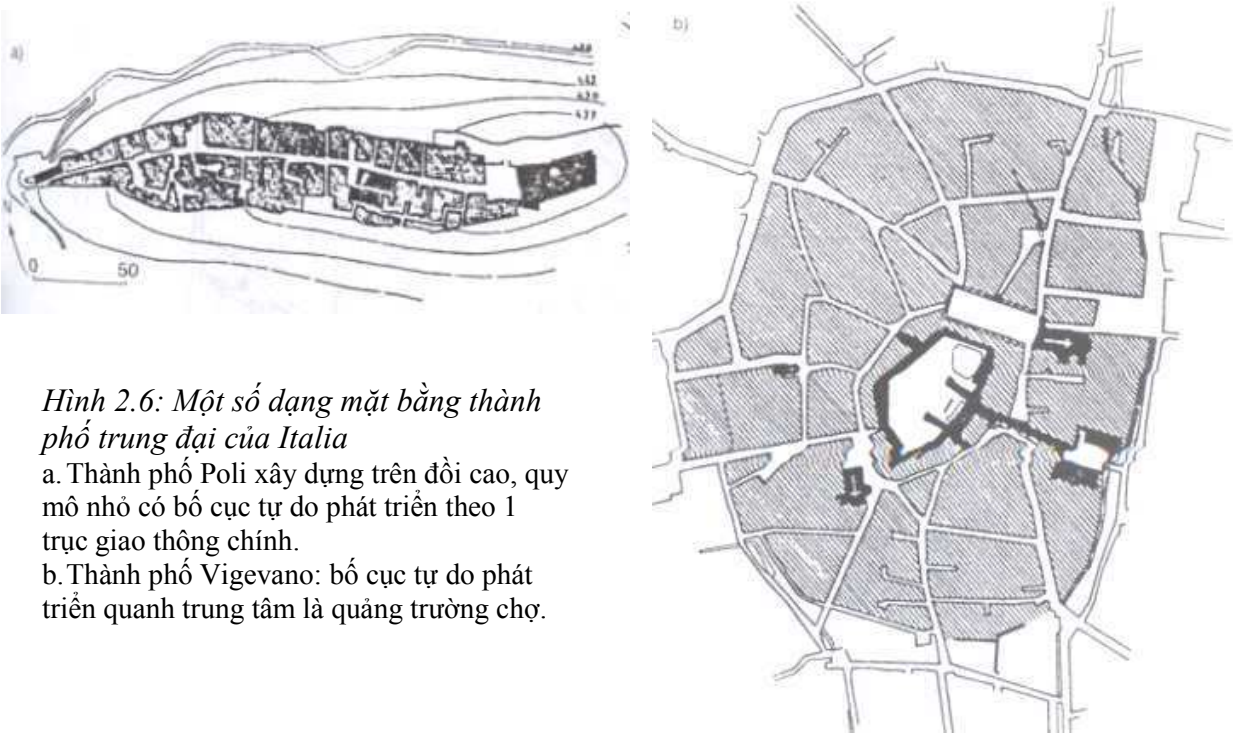 a)
442
0 50
b)
Hình 2.6: Một số dạng mặt bằng thành
phố trung đại của Italia
a. Thành phố Poli xây dựng trên đồi cao, quy
mô nhỏ có bố cục tự do phát triển theo 1
trục giao thông chính.
b. Thành phố Vigevano: bố cục tự do phát
triển quanh trung tâm là quảng trường chợ.